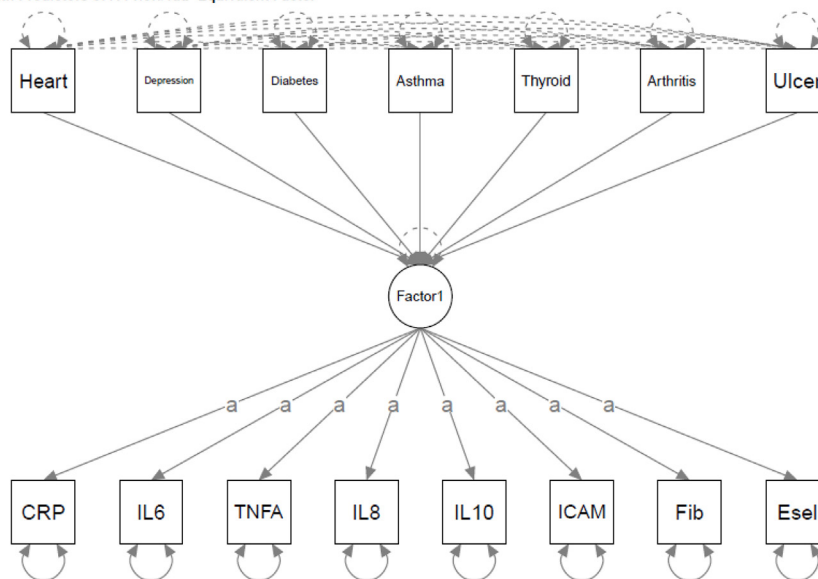 Heart Depression Diabetes Asthma Thyroid Arthritis Ulcer
Factor1
a a a a a a a a
CRP IL6 TNFA IL8 IL10 ICAM Fib Esel